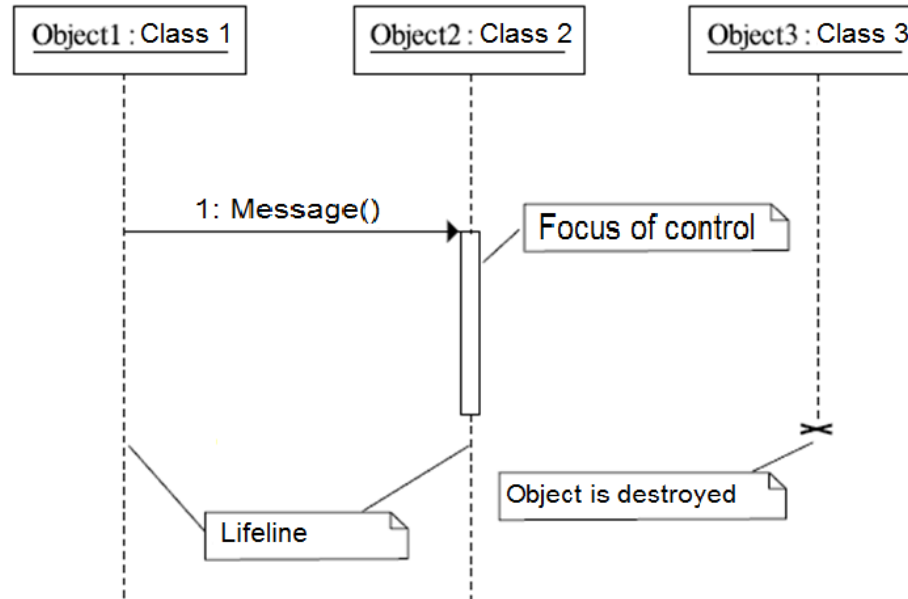 Object1 : Class 1
Object2 : Class 2
Object3 : Class 3
1: Message()
Focus of control
Object is destroyed
Lifeline